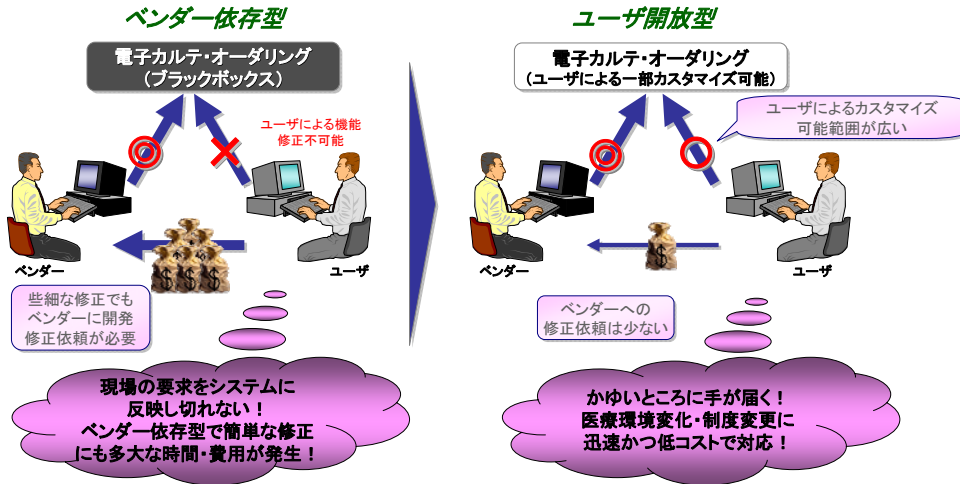 ベンダー依存型
電子カルテ・オーダリング
（ブラックボックス）
ユーザによる機能
修正不可能
ベンダー
ユーザ
$
$ $ $
些細な修正でも
ベンダーに開発
修正依頼が必要
現場の要求をシステムに
反映し切れない！
ベンダー依存型で簡単な修正
にも多大な時間・費用が発生！
ユーザ開放型
電子カルテ・オーダリング
（ユーザによる一部カスタマイズ可能）
ユーザによるカスタマイズ
可能範囲が広い
ベンダー
ユーザ
$
ベンダーへの
修正依頼は少ない
かゆいところに手が届く！
医療環境変化・制度変更に
迅速かつ低コストで対応！